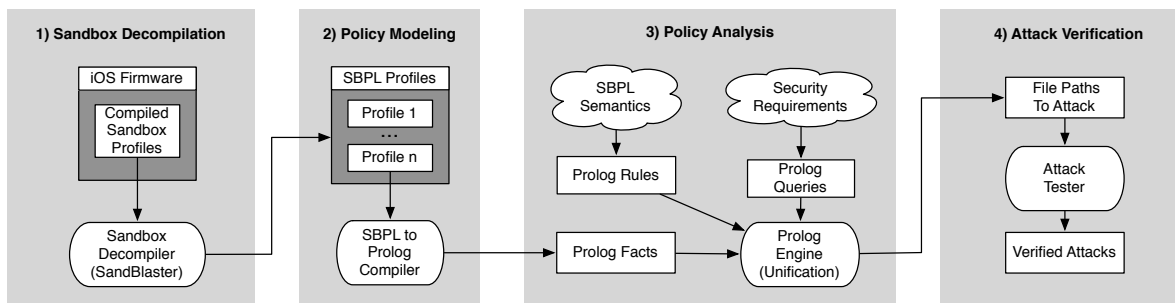 1) Sandbox Decompilation
iOS Firmware
Compiled
Sandbox
Profiles
Sandbox
Decompiler
(SandBlaster)
2) Policy Modeling
SBPL Profiles
Profile 1
...
Profile n
SBPL to
Prolog
Compiler
3) Policy Analysis
SBPL
Semantics
Security
Requirements
Prolog Rules
Prolog
Queries
Prolog Facts
Prolog
Engine
(Unification)
4) Attack Verification
File Paths
To Attack
Attack
Tester
Verified Attacks